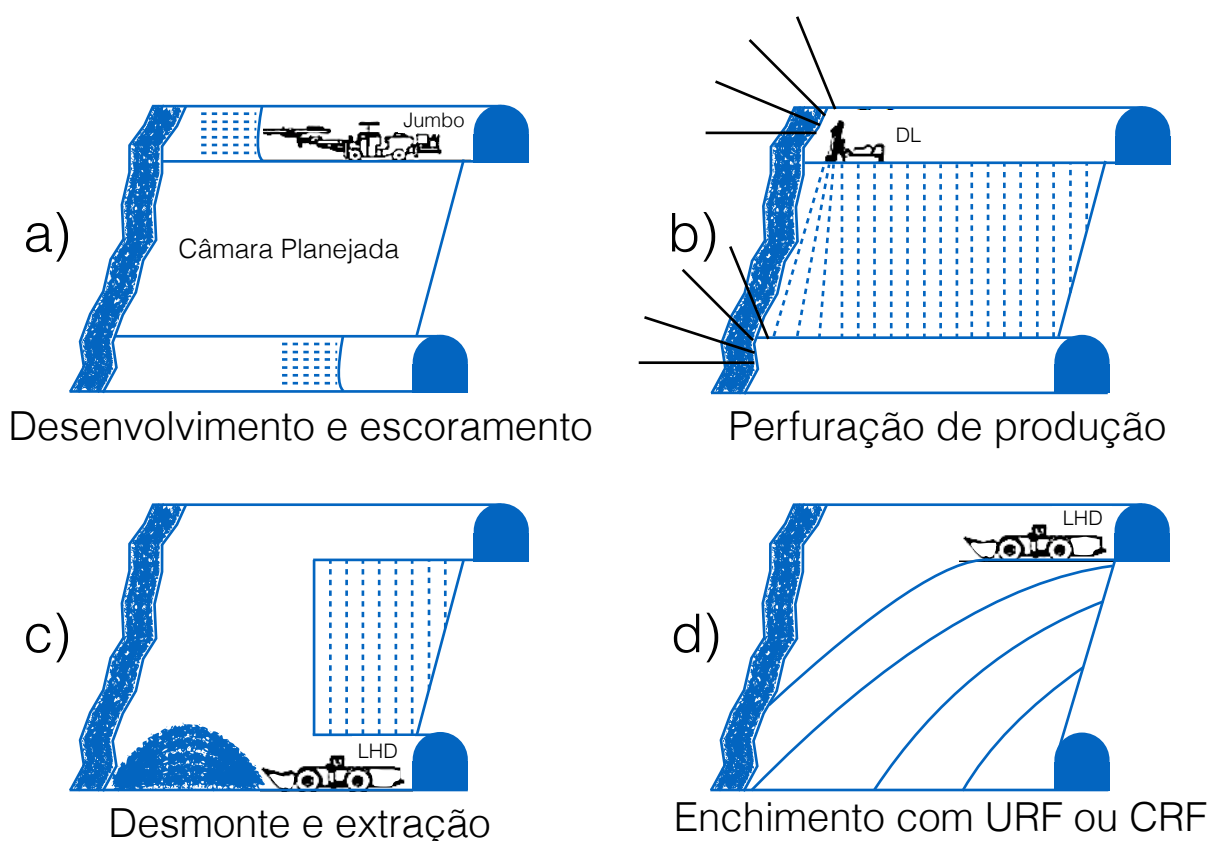 a)
Jumbo
Câmara Planejada
Desenvolvimento e escoramento
b)
DL
Perfuração de produção
c)
LHD
Desmonte e extração
d)
LHD
Enchimento com URF ou CRF